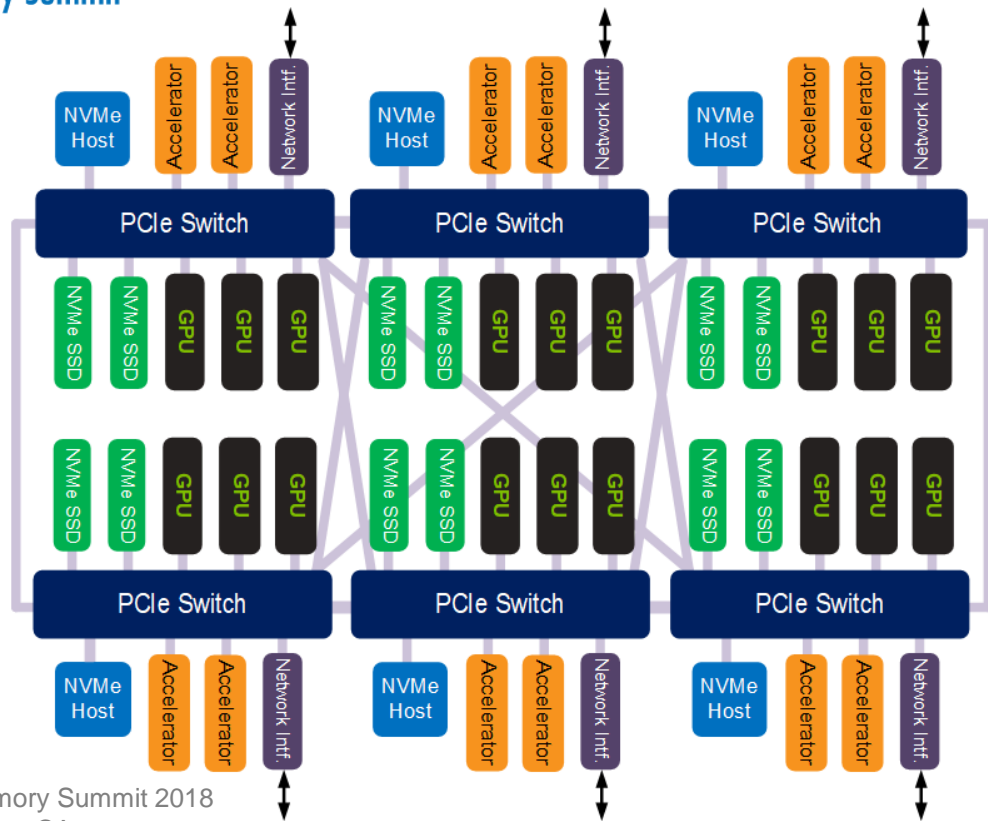 Summit
Accelerator
Accelerator
Network Intf.
NVMe
Host
Accelerator
Accelerator
Network Intf.
NVMe
Host
Accelerator
Accelerator
Network Intf.
NVMe
Host
PCIe Switch
PCIe Switch
PCIe Switch
NVMe SSD
NVMe SSD
GPU
GPU
GPU
NVMe SSD
NVMe SSD
GPU
GPU
GPU
NVMe SSD
NVMe SSD
GPU
GPU
GPU
NVMe SSD
NVMe SSD
GPU
GPU
GPU
NVMe SSD
NVMe SSD
GPU
GPU
GPU
NVMe SSD
NVMe SSD
GPU
GPU
GPU
PCIe Switch
PCIe Switch
PCIe Switch
NVMe
Host
Accelerator
Accelerator
Network Intf.
NVMe
Host
Accelerator
Accelerator
Network Intf.
NVMe
Host
Accelerator
Accelerator
Network Intf.
mory Summit 2018